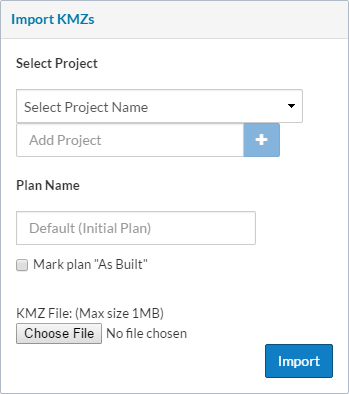 Import KMZs
Select Project
Select Project Name
Add Project
+
Plan Name
Default (Initial Plan)
Mark plan "As Built"
KMZ File: (Max size 1MB)
Choose File No file chosen
Import